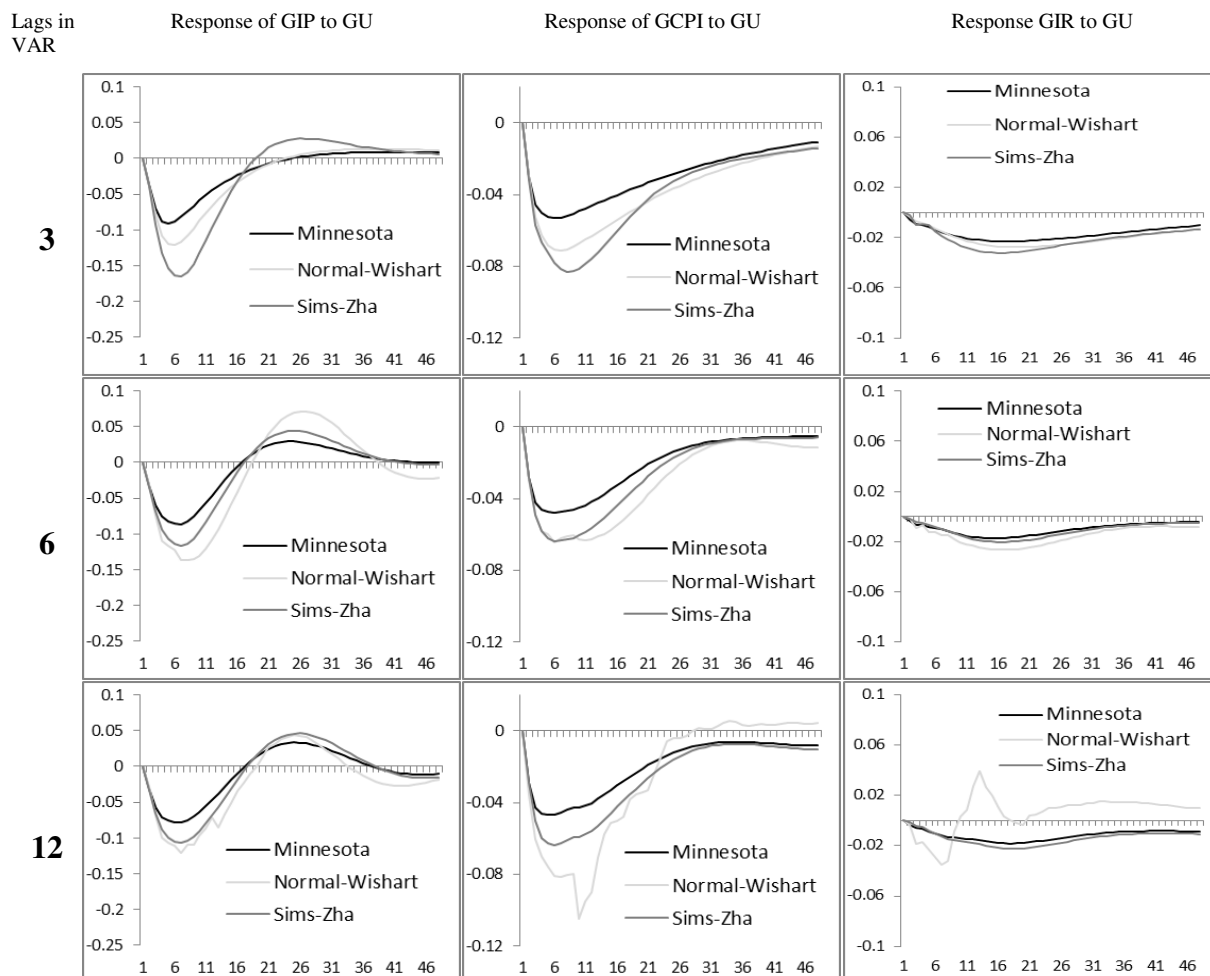 Lags in VAR
Response of GIP to GU
Response of GCPI to GU
Response GIR to GU
3
0.1
0.05
0
-0.05
-0.1
-0.15
-0.2
-0.25
Minnesota
Normal-Wishart
Sims-Zha
1 6 11 16 21 26 31 36 41 46
0
-0.04
-0.08
-0.12
Minnesota
Normal-Wishart
Sims-Zha
1 6 11 16 21 26 31 36 41 46
0.1
0.06
0.02
-0.02
-0.06
-0.1
Minnesota
Normal-Wishart
Sims-Zha
1 6 11 16 21 26 31 36 41 46
6
0.1
0.05
0
-0.05
-0.1
-0.15
-0.2
-0.25
Minnesota
Normal-Wishart
Sims-Zha
1 6 11 16 21 26 31 36 41 46
0
-0.04
-0.08
-0.12
Minnesota
Normal-Wishart
Sims-Zha
1 6 11 16 21 26 31 36 41 46
0.1
0.06
0.02
-0.02
-0.06
-0.1
Minnesota
Normal-Wishart
Sims-Zha
1 6 11 16 21 26 31 36 41 46
12
0.1
0.05
0
-0.05
-0.1
-0.15
-0.2
-0.25
Minnesota
Normal-Wishart
Sims-Zha
1 6 11 16 21 26 31 36 41 46
0
-0.04
-0.08
-0.12
Minnesota
Normal-Wishart
Sims-Zha
1 6 11 16 21 26 31 36 41 46
0.1
0.06
0.02
-0.02
-0.06
-0.1
Minnesota
Normal-Wishart
Sims-Zha
1 6 11 16 21 26 31 36 41 46